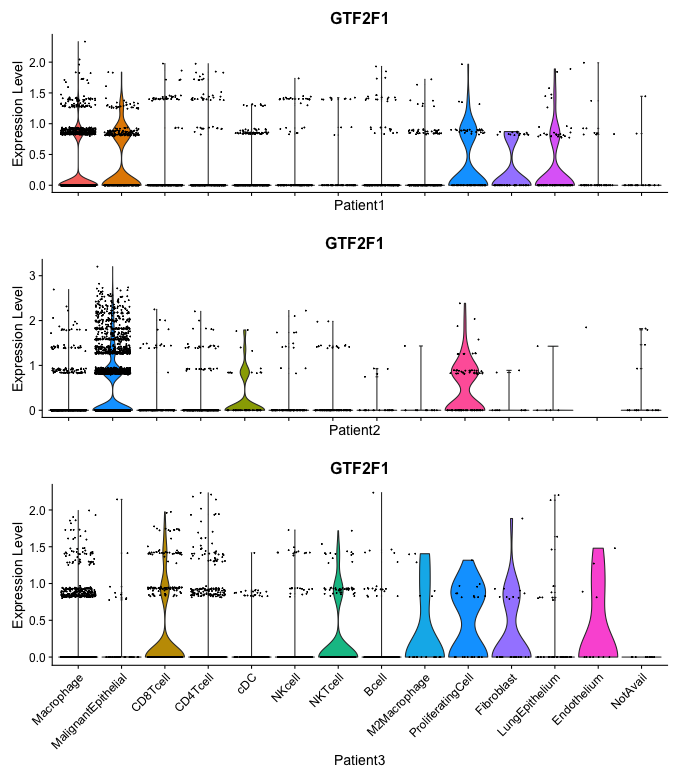 GTF2F1
Expression Level
2.0
1.5
1.0
0.5
0.0
Patient1
GTF2F1
Expression Level
3
2
1
0
Patient2
GTF2F1
Expression Level
2.0
1.5
1.0
0.5
0.0
Macrophage
MalignantEpithelial
CD8Tcell
CD4Tcell
cDC
NKcell
NKTcell
Bcell
M2Macrophage
ProliferatingCell
Fibroblast
LungEpithelium
Endothelium
NotAvail
Patient3